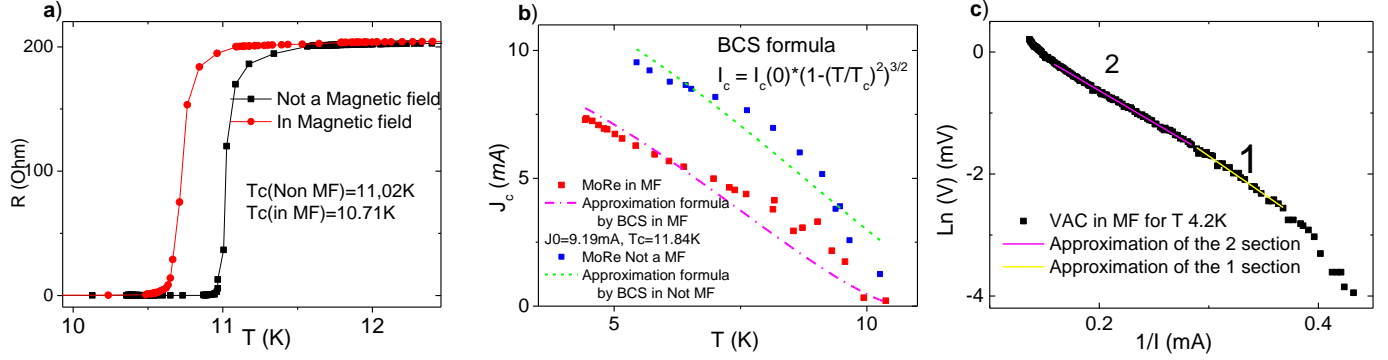 a)
200
100
0
R (Ohm)
10
11
12
T (K)
Not a Magnetic field
In Magnetic field
Tc(Non MF)=11,02K
Tc(in MF)=10.71K
b)
10
5
0
J_c (mA)
5
10
T (K)
BCS formula
I_c = I_c(0)*(1-(T/T_c)^2)^{3/2}
MoRe in MF
Approximation formula
by BCS in MF
J0=9.19mA, Tc=11.84K
MoRe Not a MF
Approximation formula
by BCS in Not MF
c)
0
-2
-4
Ln (V) (mV)
0.2
0.4
1/I (mA)
2
1
VAC in MF for T 4.2K
Approximation of the 2 section
Approximation of the 1 section